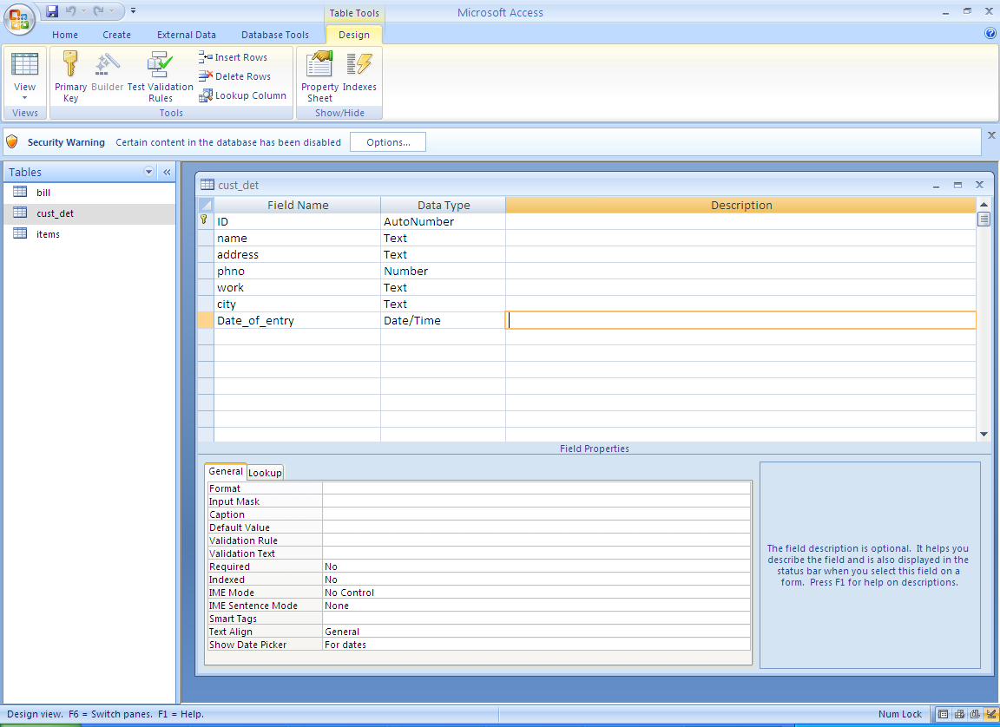 Table Tools
Microsoft Access
Home
Create
External Data
Database Tools
Design
View
Primary Key
Builder
Test Validation Rules
Insert Rows
Delete Rows
Lookup Column
Property Sheet
Indexes
Views
Tools
Show/Hide
Security Warning
Certain content in the database has been disabled
Options...
Tables
bill
cust_det
items
cust_det
Field Name
Data Type
Description
ID
AutoNumber
name
Text
address
Text
phno
Number
work
Text
city
Text
Date_of_entry
Date/Time
Field Properties
General
Lookup
Format
Input Mask
Caption
Default Value
Validation Rule
Validation Text
Required
No
Indexed
No
IME Mode
No Control
IME Sentence Mode
None
Smart Tags
Text Align
General
Show Date Picker
For dates
The field description is optional. It helps you
describe the field and is also displayed in the
status bar when you select this field on a
form. Press F1 for help on descriptions.
Design view. F6 = Switch panes. F1 = Help.
Num Lock